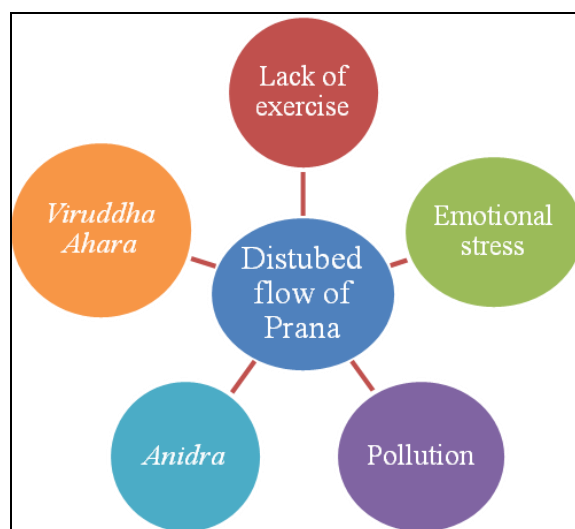 Lack of
exercise
Viruddha
Ahara
Emotional
stress
Distubed
flow of
Prana
Anidra
Pollution